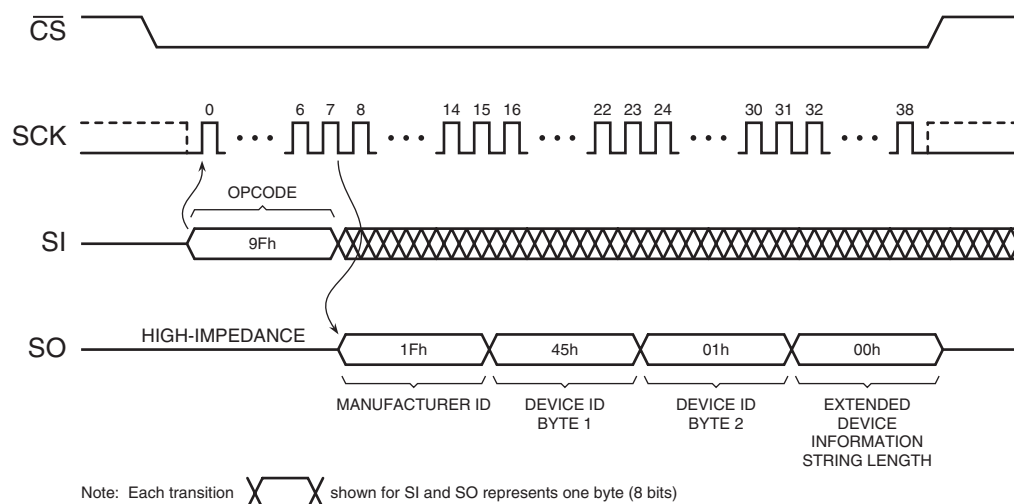 CS
0 6 7 8 14 15 16 22 23 24 30 31 32 38
SCK
OPCODE
SI 9Fh
HIGH-IMPEDANCE
SO 1Fh 45h 01h 00h
MANUFACTURER ID DEVICE ID DEVICE ID EXTENDED
BYTE 1 BYTE 2 DEVICE
INFORMATION
STRING LENGTH
Note: Each transition shown for SI and SO represents one byte (8 bits)